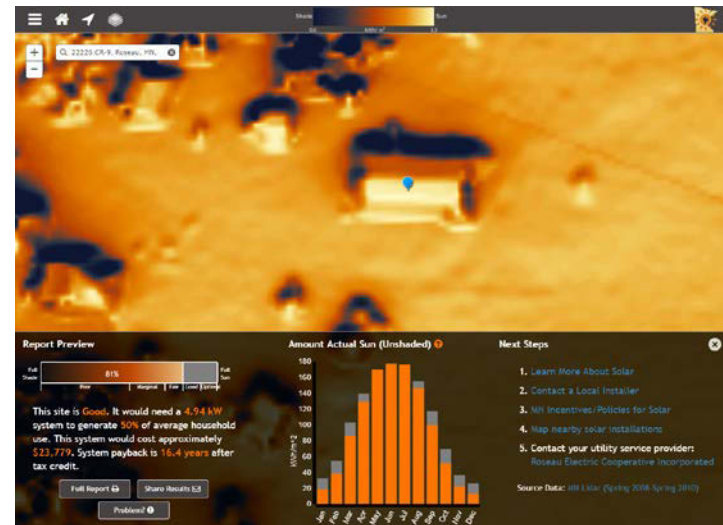 Shade
Sun
0.0
kWh/ m²
22226 CR-9, Roseau, MN,
Report Preview
Full Shade
81%
Full Sun
Poor
Marginal
Fair
Good
Optimal
This site is Good. It would need a 4.94 kW
system to generate 50% of average household
use. This system would cost approximately
$23,779. System payback is 16.4 years after
tax credit.
Full Report
Share Results
Problem?
Amount Actual Sun (Unshaded)
kWh/m^2
180
160
140
120
100
80
60
40
20
0
Jan
Feb
Mar
Apr
May
Jun
Jul
Aug
Sep
Oct
Nov
Dec
Next Steps
1. Learn More About Solar
2. Contact a Local Installer
3. MN Incentives/Policies for Solar
4. Map nearby solar installations
5. Contact your utility service provider:
Roseau Electric Cooperative Incorporated
Source Data: MN Lidar (Spring 2008-Spring 2010)